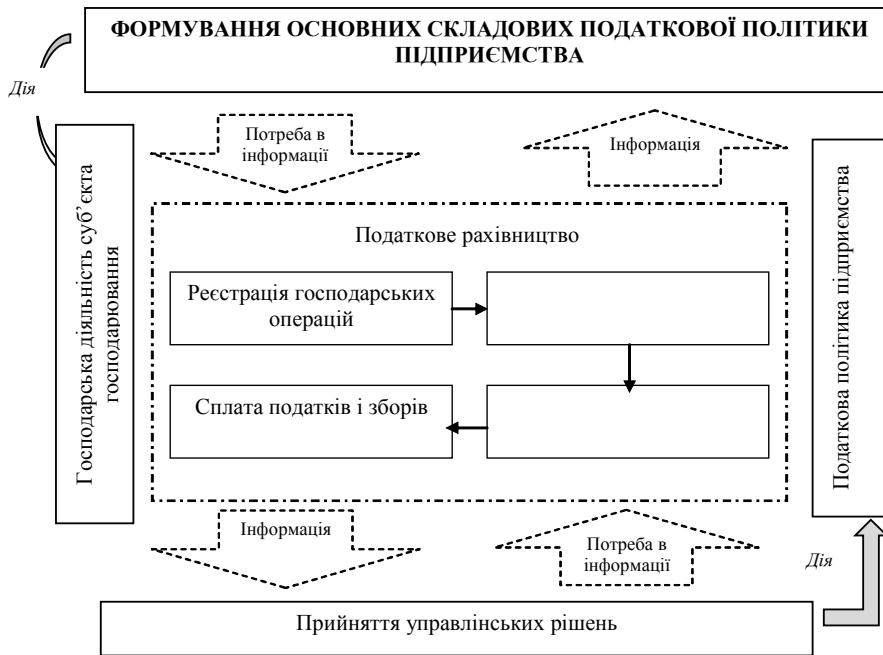 ФОРМУВАННЯ ОСНОВНИХ СКЛАДОВИХ ПОДАТКОВОЇ ПОЛІТИКИ
ПІДПРИЄМСТВА
Дія
Потреба в
інформації
Інформація
Господарська діяльність суб’єкта
господарювання
Податкове рахівництво
Реєстрація господарських
операцій
Сплата податків і зборів
Податкова політика підприємства
Інформація
Потреба в
інформації
Дія
Прийняття управлінських рішень